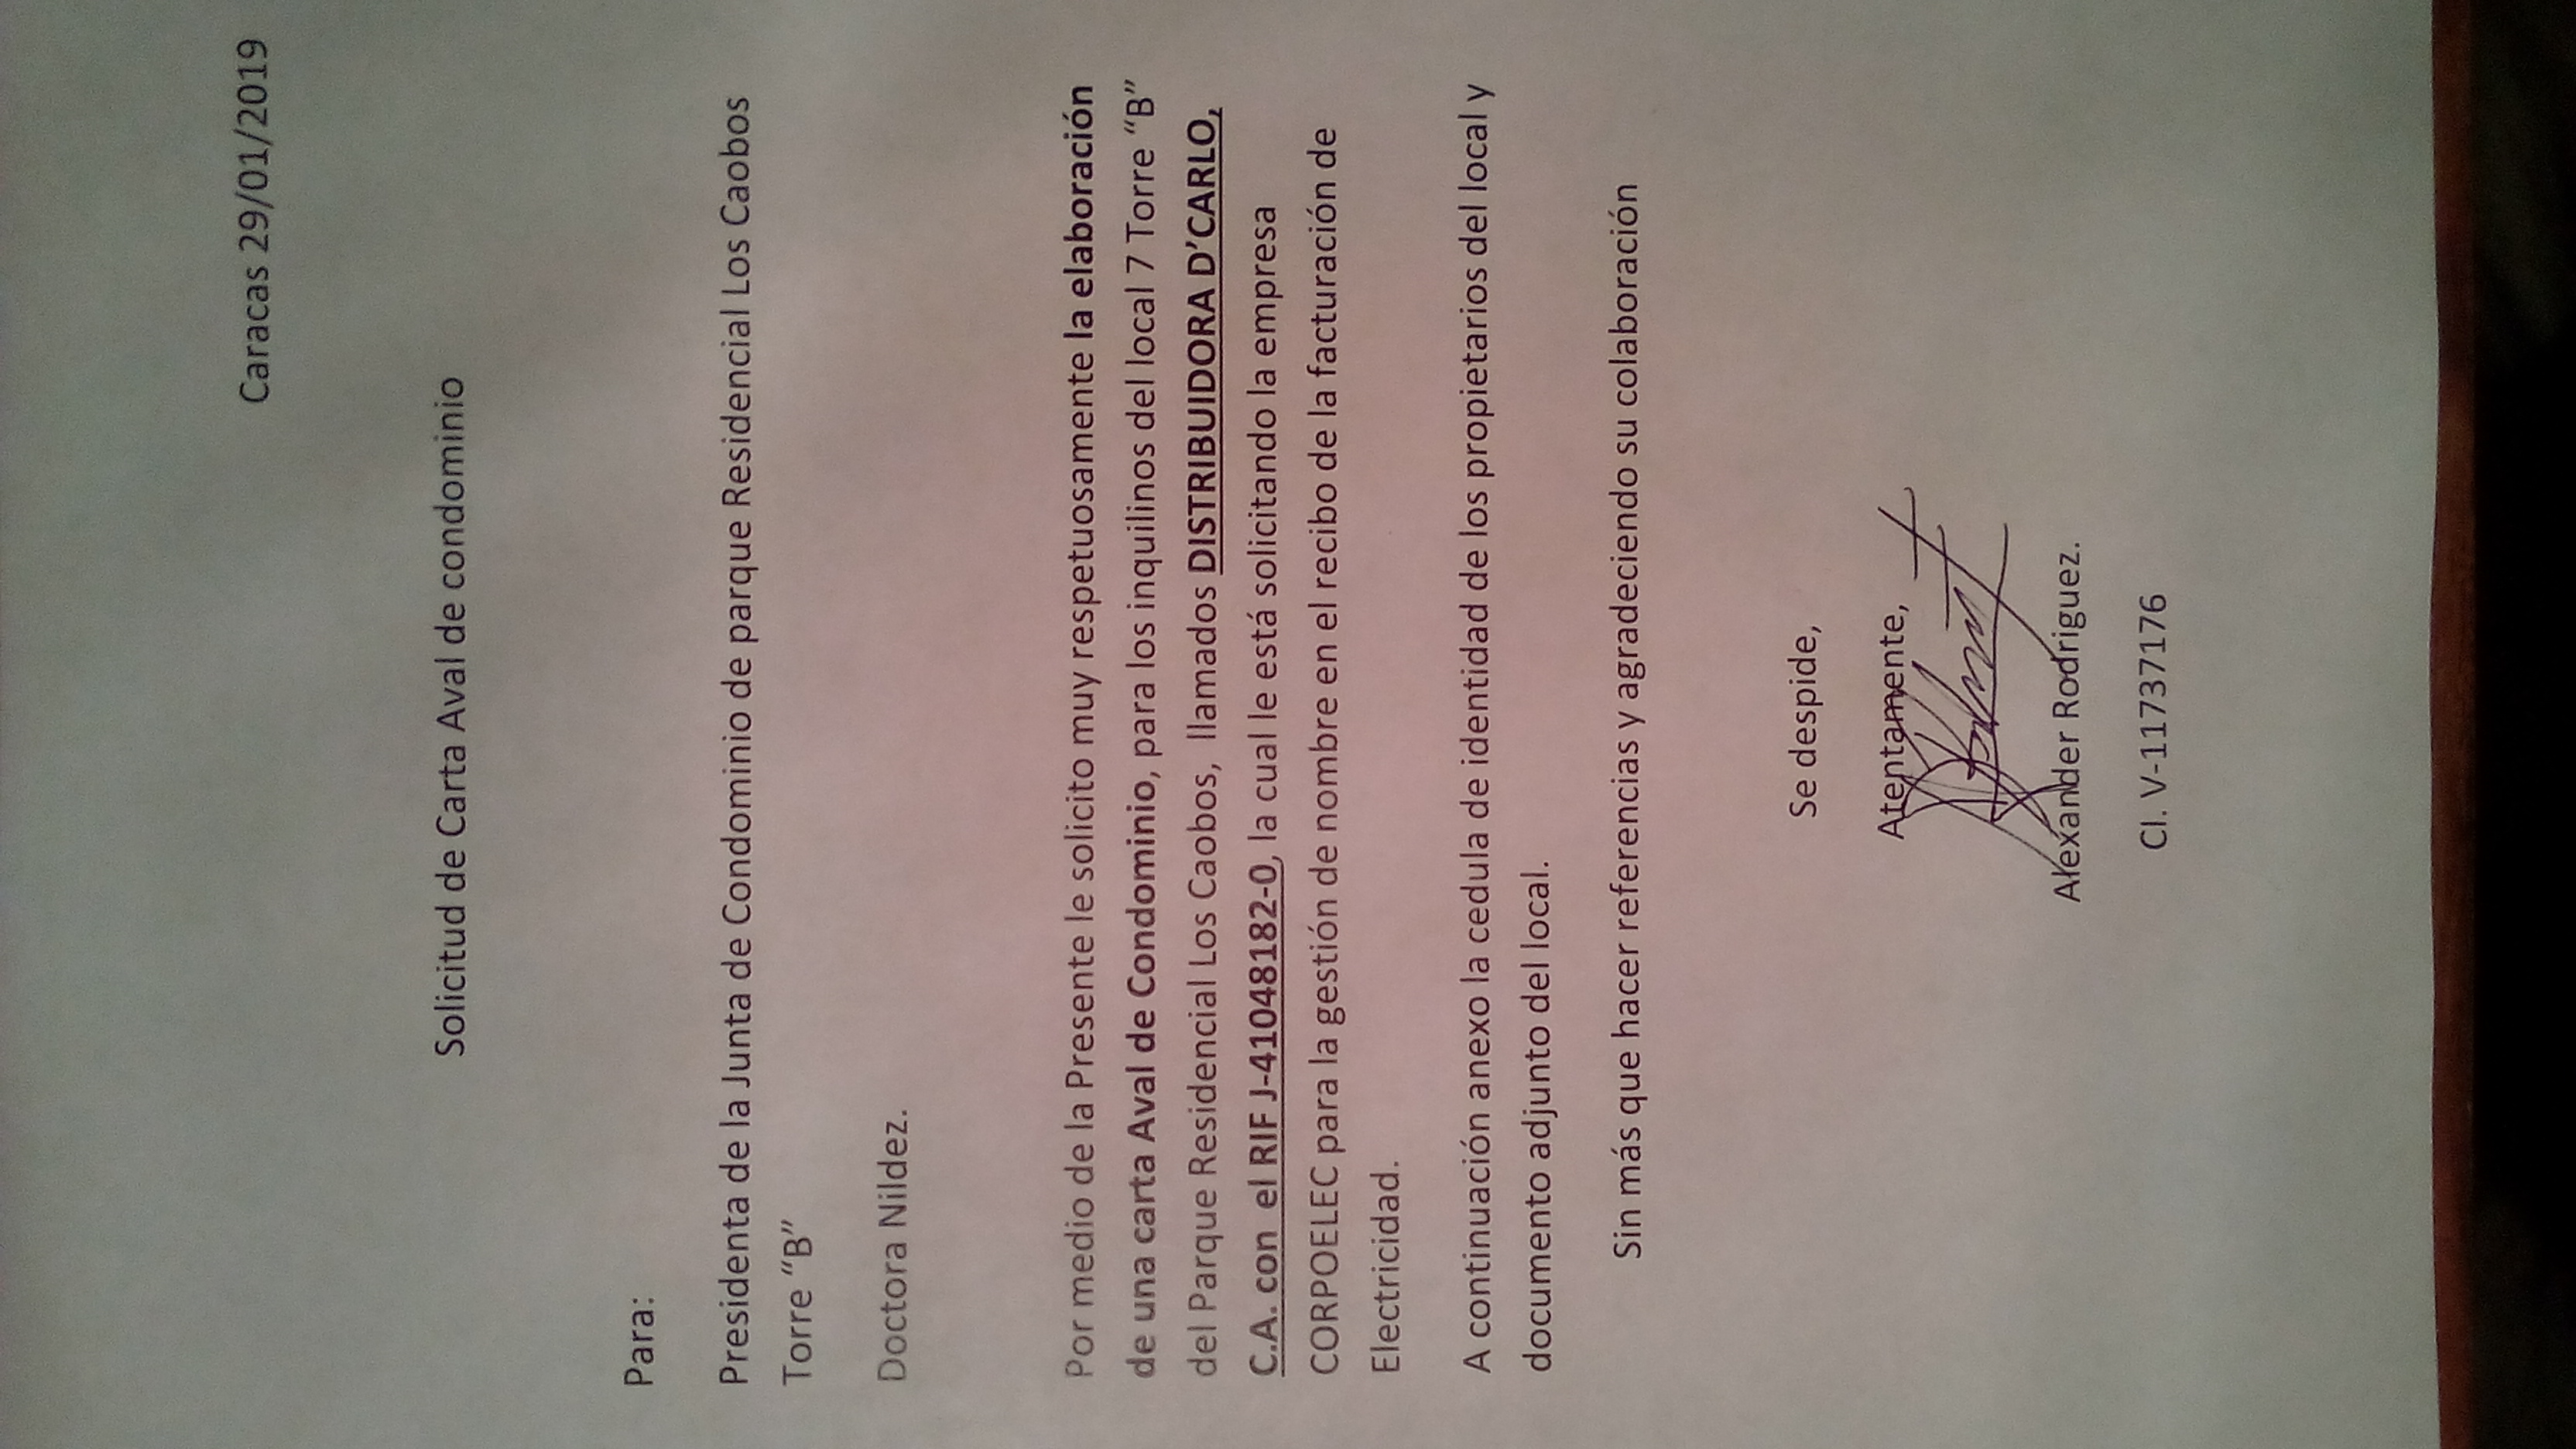 Caracas 29/01/2019
Solicitud de Carta Aval de condominio
Para:
Presidenta de la Junta de Condominio de parque Residencial Los Caobos
Torre “B”
Doctora Nildez.
Por medio de la Presente le solicito muy respetuosamente la elaboración
de una carta Aval de Condominio, para los inquilinos del local 7 Torre “B”
del Parque Residencial Los Caobos,  llamados DISTRIBUIDORA D’CARLO,
C.A. con  el RIF J-41048182-0, la cual le está solicitando la empresa
CORPOELEC para la gestión de nombre en el recibo de la facturación de
Electricidad.
A continuación anexo la cedula de identidad de los propietarios del local y
documento adjunto del local.
Sin más que hacer referencias y agradeciendo su colaboración
Se despide,
Atentamente,
Alexander Rodriguez.
CI. V-11737176